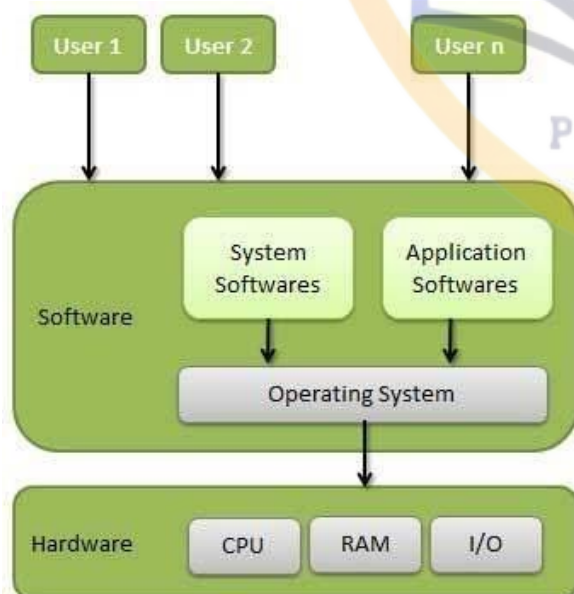 User 1
User 2
User n
P
System
Softwares
Application
Softwares
Software
Operating System
Hardware
CPU
RAM
I/O